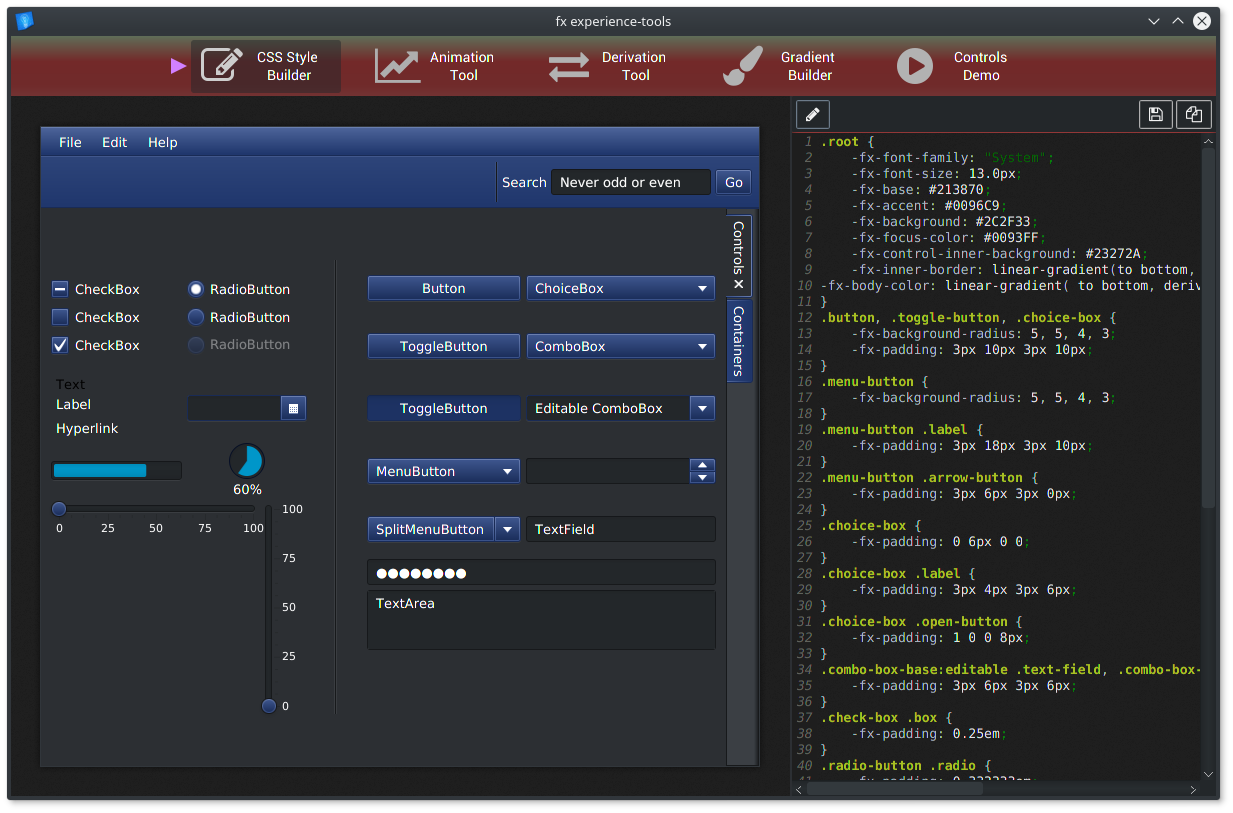 fx experience-tools
CSS Style
Builder
Animation
Tool
Derivation
Tool
Gradient
Builder
Controls
Demo
File Edit Help
Search Never odd or even Go
Controls
Containers
CheckBox RadioButton
CheckBox RadioButton
CheckBox RadioButton
Text
Label
Hyperlink
60%
0 25 50 75 100
100
75
50
25
0
Button ChoiceBox
ToggleButton ComboBox
ToggleButton Editable ComboBox
MenuButton
SplitMenuButton TextField
TextArea
1 .root {
2 -fx-font-family: "System";
3 -fx-font-size: 13.0px;
4 -fx-base: #213870;
5 -fx-accent: #0096C9;
6 -fx-background: #2C2F33;
7 -fx-focus-color: #0093FF;
8 -fx-control-inner-background: #23272A;
9 -fx-inner-border: linear-gradient(to bottom,
10 -fx-body-color: linear-gradient( to bottom, deriv
11 }
12 .button, .toggle-button, .choice-box {
13 -fx-background-radius: 5, 5, 4, 3;
14 -fx-padding: 3px 10px 3px 10px;
15 }
16 .menu-button {
17 -fx-background-radius: 5, 5, 4, 3;
18 }
19 .menu-button .label {
20 -fx-padding: 3px 18px 3px 10px;
21 }
22 .menu-button .arrow-button {
23 -fx-padding: 3px 6px 3px 0px;
24 }
25 .choice-box {
26 -fx-padding: 0 6px 0 0;
27 }
28 .choice-box .label {
29 -fx-padding: 3px 4px 3px 6px;
30 }
31 .choice-box .open-button {
32 -fx-padding: 1 0 0 8px;
33 }
34 .combo-box-base:editable .text-field, .combo-box-
35 -fx-padding: 3px 6px 3px 6px;
36 }
37 .check-box .box {
38 -fx-padding: 0.25em;
39 }
40 .radio-button .radio {
41 -fx-padding: 0.333333em;